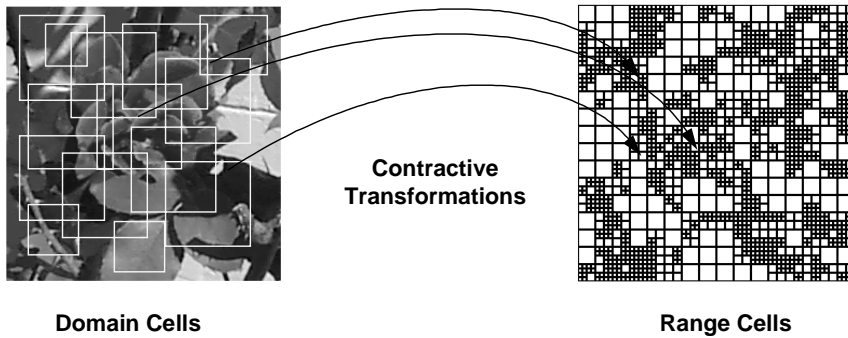 Contractive
Transformations
Domain Cells
Range Cells